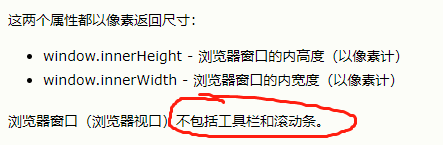 这两个属性都以像素返回尺寸：
• window.innerHeight - 浏览器窗口的内高度（以像素计）
• window.innerWidth - 浏览器窗口的内宽度（以像素计）
浏览器窗口（浏览器视口）不包括工具栏和滚动条。